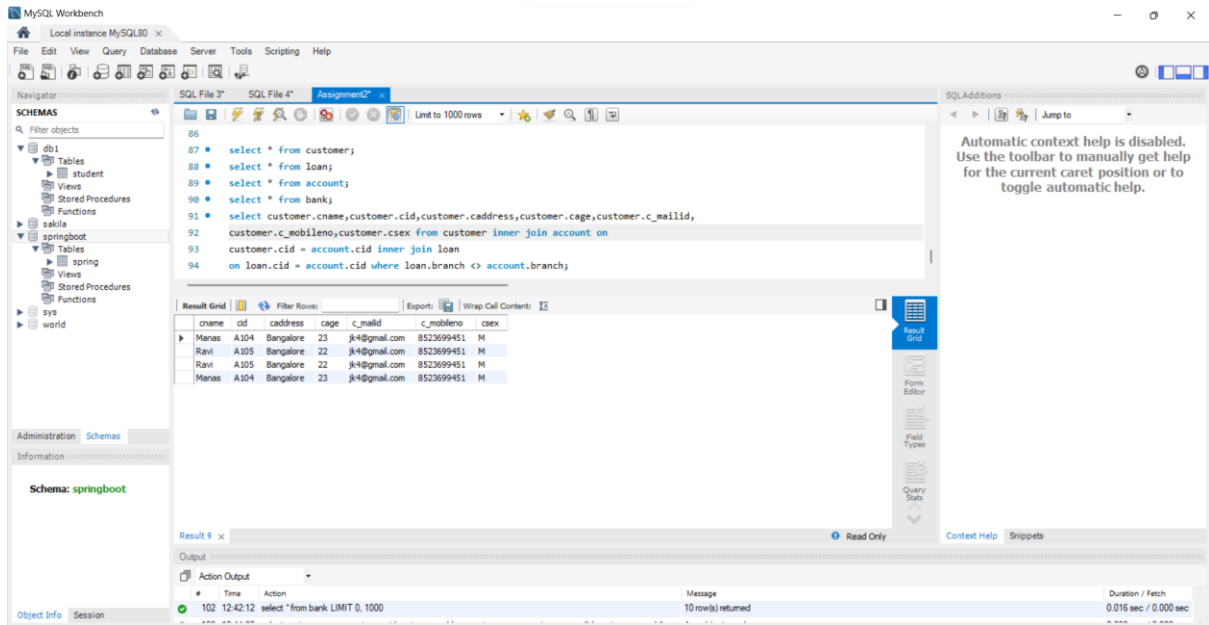 MySQL Workbench
Local instance MySQL80 ×
File Edit View Query Database Server Tools Scripting Help
Navigator
SCHEMAS
Filter objects
db1
Tables
student
Views
Stored Procedures
Functions
sakila
springboot
Tables
spring
Views
Stored Procedures
Functions
sys
world
Administration Schemas
Information
Schema: springboot
Object Info Session
SQL File 3* SQL File 4* Assignment2* ×
Limit to 1000 rows
86
87 select * from customer;
88 select * from loan;
89 select * from account;
90 select * from bank;
91 select customer.cname,customer.cid,customer.caddress,customer.cage,customer.c_mailid,
92 customer.c_mobileno,customer.csex from customer inner join account on
93 customer.cid = account.cid inner join loan
94 on loan.cid = account.cid where loan.branch <> account.branch;
Result Grid Filter Rows: Export: Wrap Cell Content:
cname cid caddress cage c_mailid c_mobileno csex
Manas A104 Bangalore 23 jk4@gmail.com 8523699451 M
Ravi A105 Bangalore 22 jk4@gmail.com 8523699451 M
Ravi A105 Bangalore 22 jk4@gmail.com 8523699451 M
Manas A104 Bangalore 23 jk4@gmail.com 8523699451 M
Result
Grid
Form
Editor
Field
Types
Query
Stats
Result 9 × Read Only
Output
Action Output
# Time Action Message Duration / Fetch
102 12:42:12 select * from bank LIMIT 0, 1000 10 row(s) returned 0.016 sec / 0.000 sec
SQLAdditions
Jump to
Automatic context help is disabled.
Use the toolbar to manually get help
for the current caret position or to
toggle automatic help.
Context Help Snippets